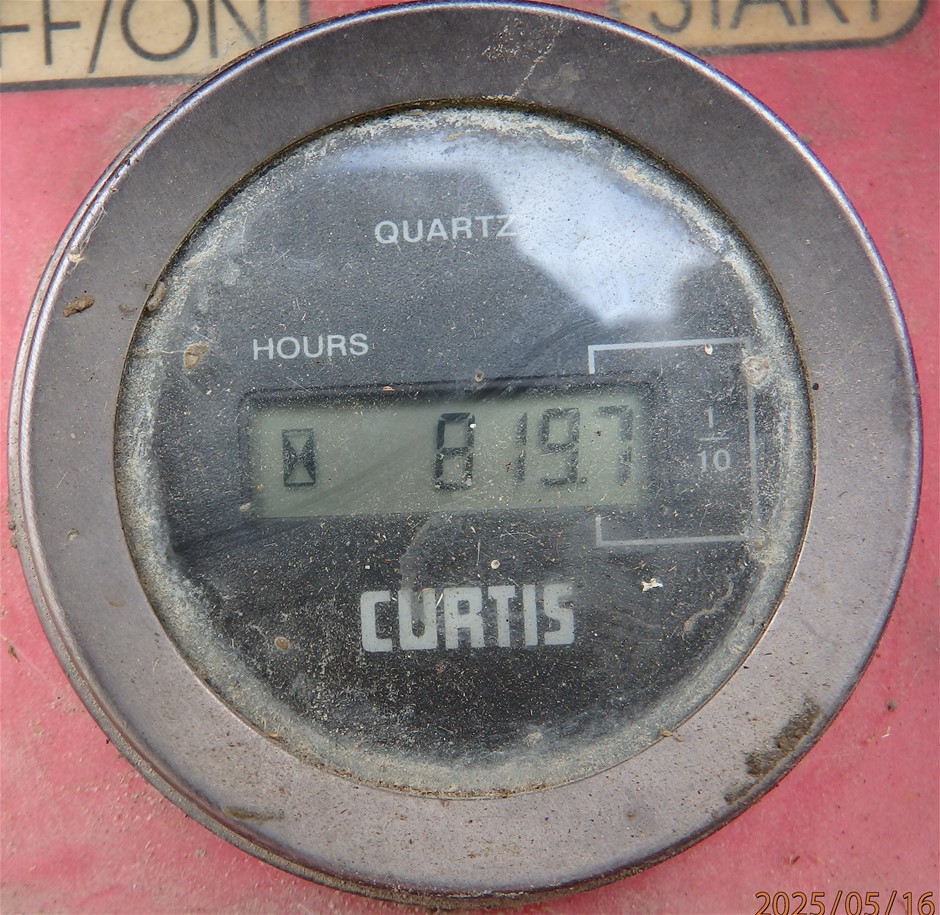 FF/ON
START
QUARTZ
HOURS
819.7
1
10
CURTIS
2025/05/16